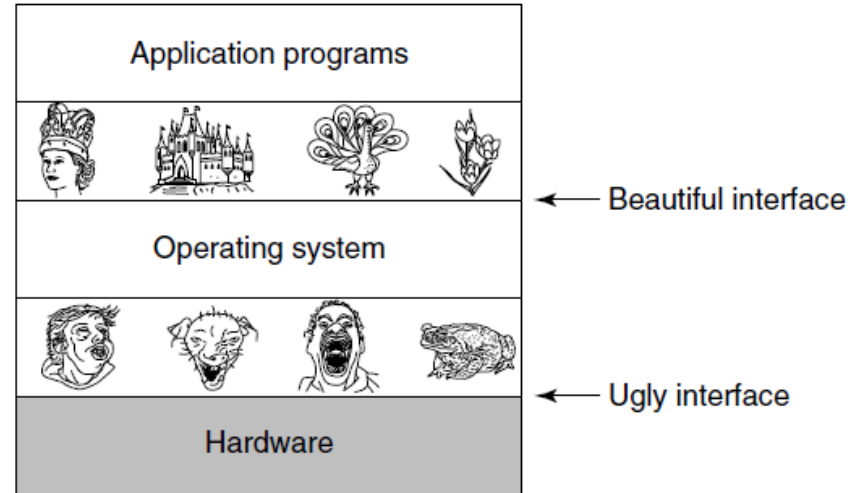 Application programs
Beautiful interface
Operating system
Ugly interface
Hardware